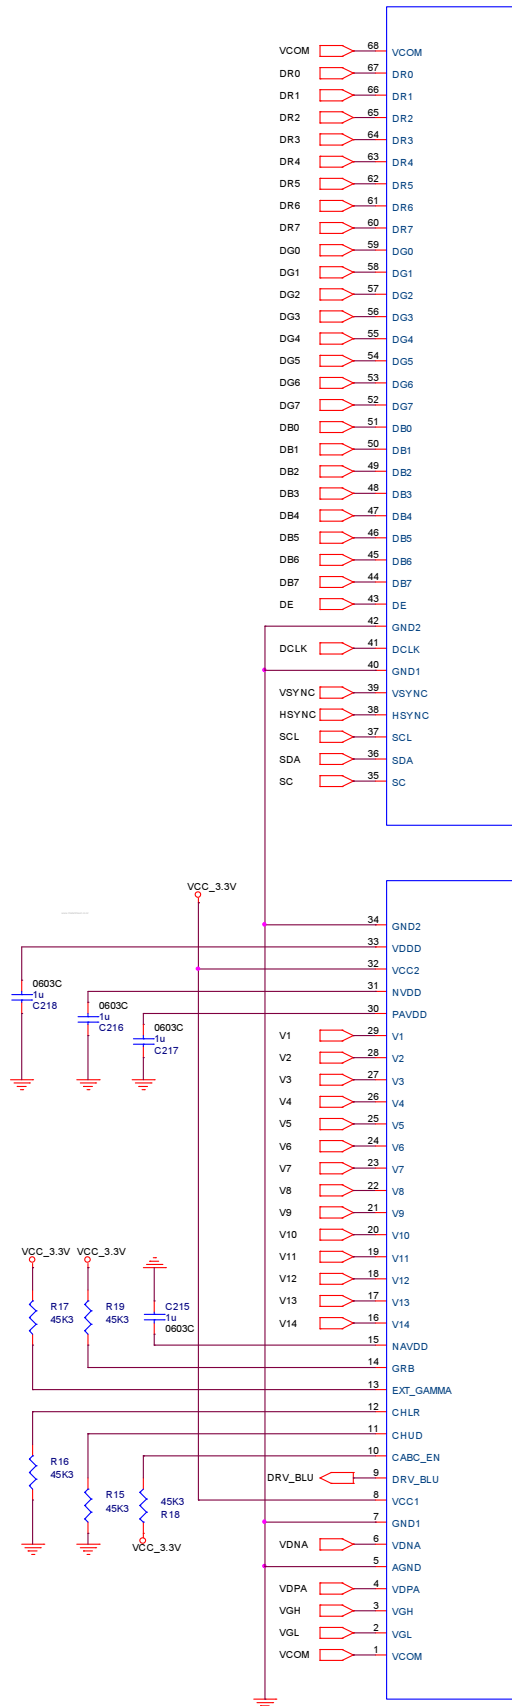 VCOM 68 VCOM
DR0 67 DR0
DR1 66 DR1
DR2 65 DR2
DR3 64 DR3
DR4 63 DR4
DR5 62 DR5
DR6 61 DR6
DR7 60 DR7
DG0 59 DG0
DG1 58 DG1
DG2 57 DG2
DG3 56 DG3
DG4 55 DG4
DG5 54 DG5
DG6 53 DG6
DG7 52 DG7
DB0 51 DB0
DB1 50 DB1
DB2 49 DB2
DB3 48 DB3
DB4 47 DB4
DB5 46 DB5
DB6 45 DB6
DB7 44 DB7
DE 43 DE
42 GND2
DCLK 41 DCLK
40 GND1
VSYNC 39 VSYNC
HSYNC 38 HSYNC
SCL 37 SCL
SDA 36 SDA
SC 35 SC
VCC_3.3V
34 GND2
33 VDDD
32 VCC2
31 NVDD
30 PAVDD
0603C
1u
C218
0603C
1u
C216
0603C
1u
C217
V1 29 V1
V2 28 V2
V3 27 V3
V4 26 V4
V5 25 V5
V6 24 V6
V7 23 V7
V8 22 V8
V9 21 V9
V10 20 V10
V11 19 V11
V12 18 V12
V13 17 V13
V14 16 V14
VCC_3.3V VCC_3.3V
R17
45K3
R19
45K3
C215
1u
0603C
15 NAVDD
14 GRB
13 EXT_GAMMA
12 CHLR
11 CHUD
10 CABC_EN
DRV_BLU 9 DRV_BLU
8 VCC1
7 GND1
R16
45K3
R15
45K3
45K3
R18
VCC_3.3V
VDNA 6 VDNA
5 AGND
VDPA 4 VDPA
VGH 3 VGH
VGL 2 VGL
VCOM 1 VCOM